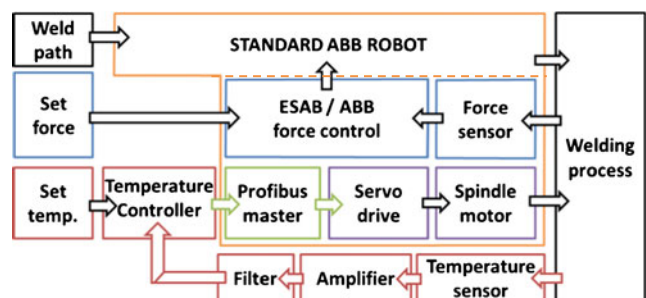 Weld
path
STANDARD ABB ROBOT
Set
force
ESAB / ABB
force control
Force
sensor
Welding
process
Set
temp.
Temperature
Controller
Profibus
master
Servo
drive
Spindle
motor
Filter
Amplifier
Temperature
sensor